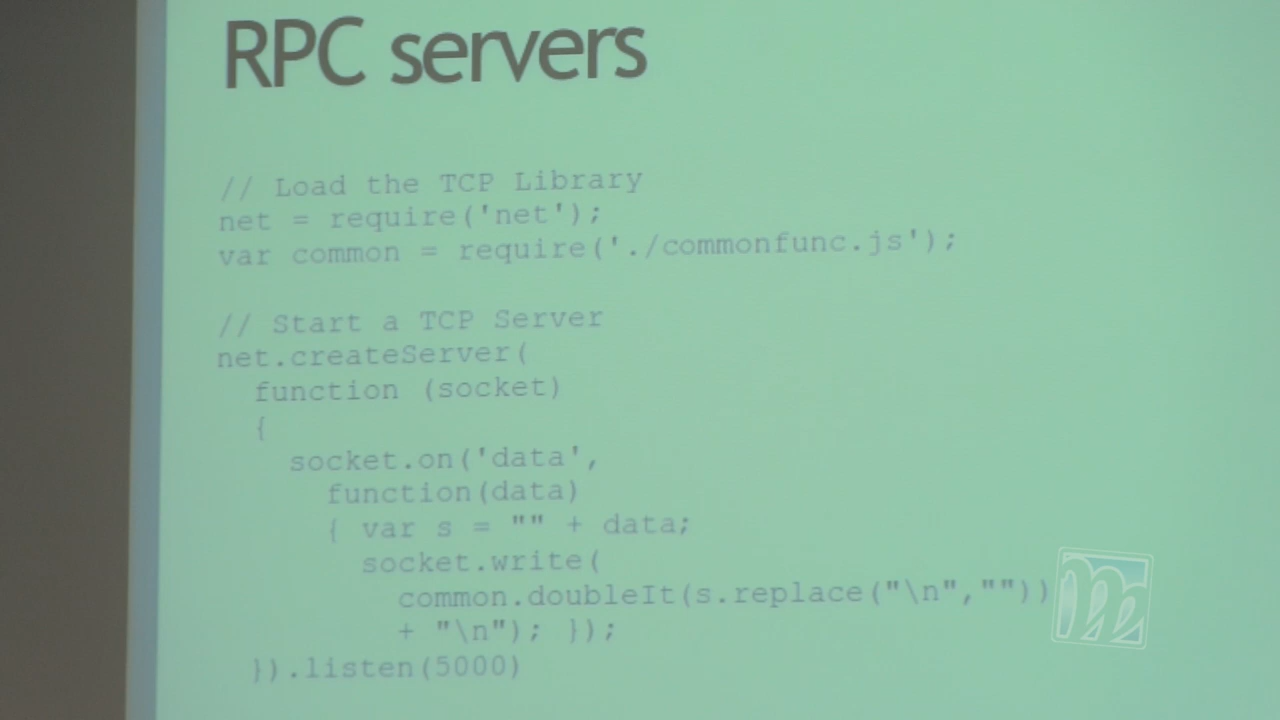 RPC servers
// Load the TCP Library
net = require('net');
var common = require('./commonfunc.js');
// Start a TCP Server
net.createServer(
function (socket)
{
socket.on('data',
function(data)
{ var s = "" + data;
socket.write(
common.doubleIt(s.replace("\n",""))
+ "\n"); });
}).listen(5000)